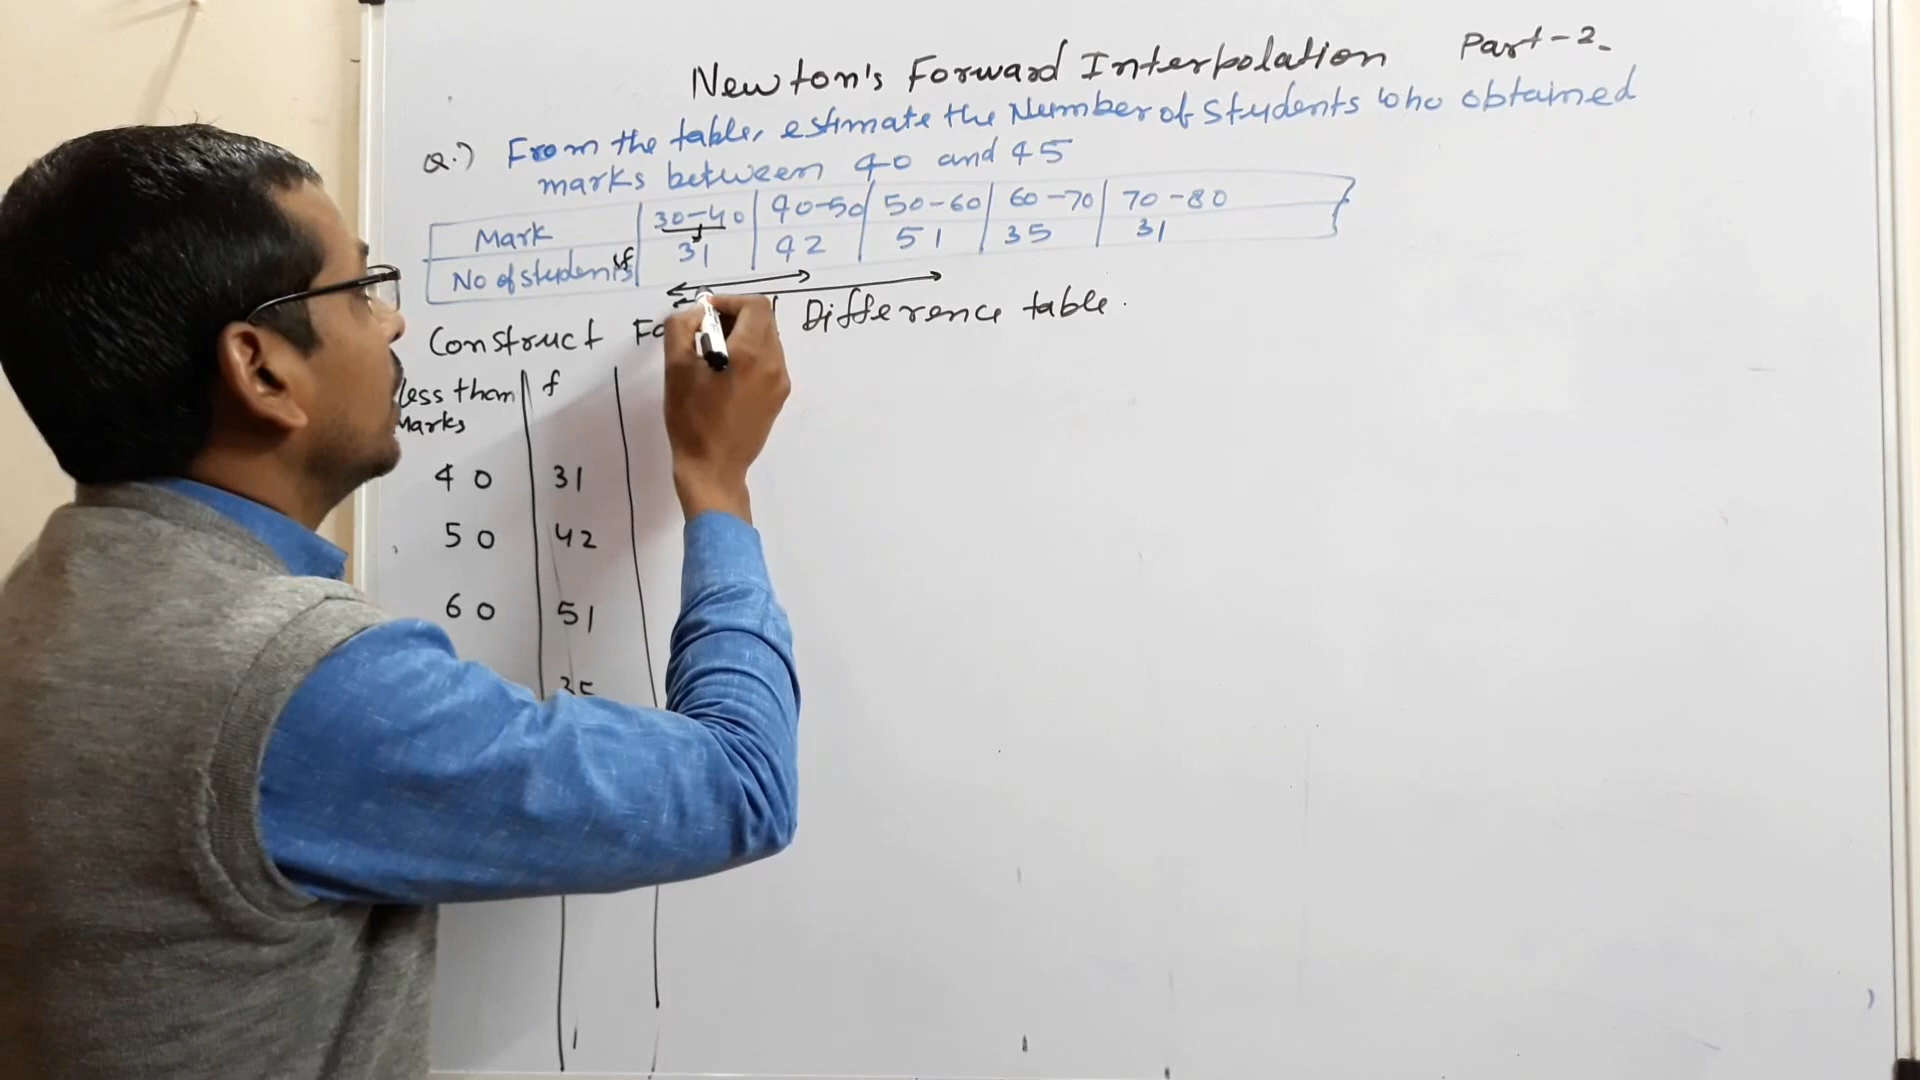 Newton's Forward Interpolation Part-2.
Q.) From the table, estimate the Number of Students who obtained
marks between 40 and 45
Mark 30-40 40-50 50-60 60-70 70-80
No of students f 31 42 51 35 31
Construct Difference table.
less than f
Marks
40 31
50 42
60 51
35